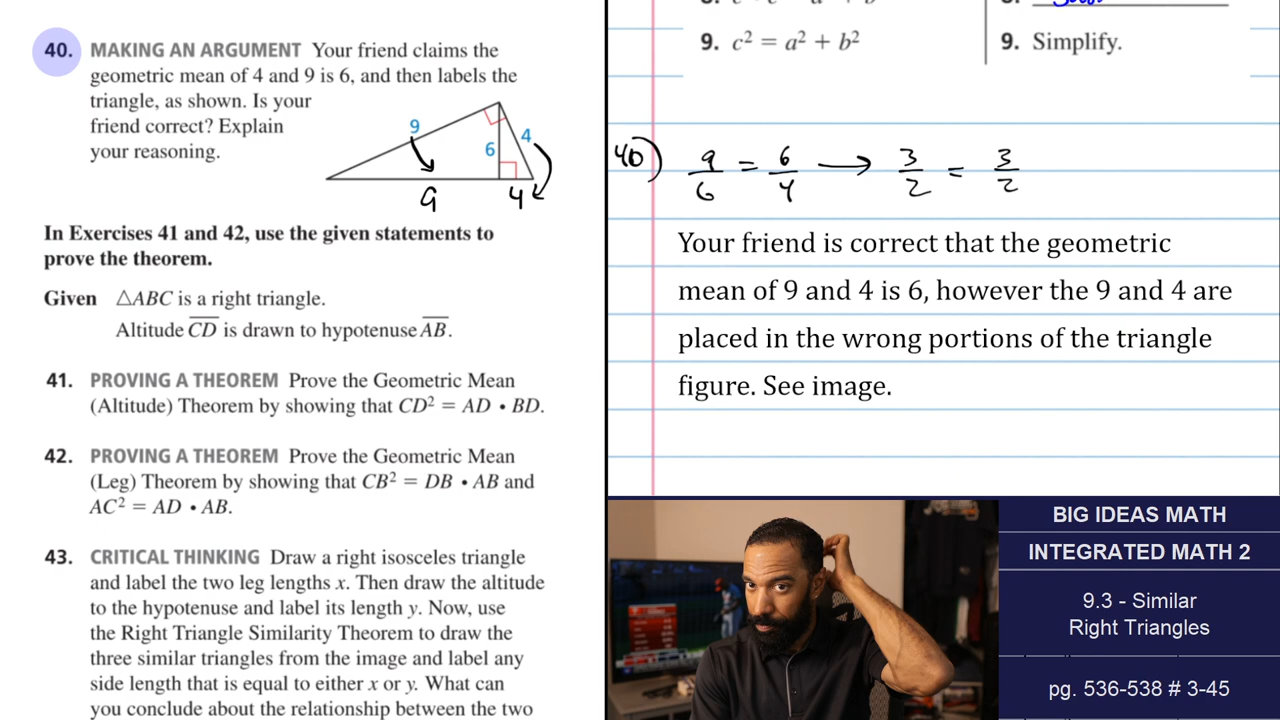 40. MAKING AN ARGUMENT Your friend claims the
geometric mean of 4 and 9 is 6, and then labels the
triangle, as shown. Is your
friend correct? Explain
your reasoning.
9
6
4
9
4
In Exercises 41 and 42, use the given statements to
prove the theorem.
Given △ABC is a right triangle.
Altitude C̅D̅ is drawn to hypotenuse A̅B̅.
41. PROVING A THEOREM Prove the Geometric Mean
(Altitude) Theorem by showing that CD² = AD • BD.
42. PROVING A THEOREM Prove the Geometric Mean
(Leg) Theorem by showing that CB² = DB • AB and
AC² = AD • AB.
43. CRITICAL THINKING Draw a right isosceles triangle
and label the two leg lengths x. Then draw the altitude
to the hypotenuse and label its length y. Now, use
the Right Triangle Similarity Theorem to draw the
three similar triangles from the image and label any
side length that is equal to either x or y. What can
you conclude about the relationship between the two
9. c² = a² + b²
9. Simplify.
40) 9/6 = 6/4 → 3/2 = 3/2
Your friend is correct that the geometric
mean of 9 and 4 is 6, however the 9 and 4 are
placed in the wrong portions of the triangle
figure. See image.
BIG IDEAS MATH
INTEGRATED MATH 2
9.3 - Similar
Right Triangles
pg. 536-538 # 3-45